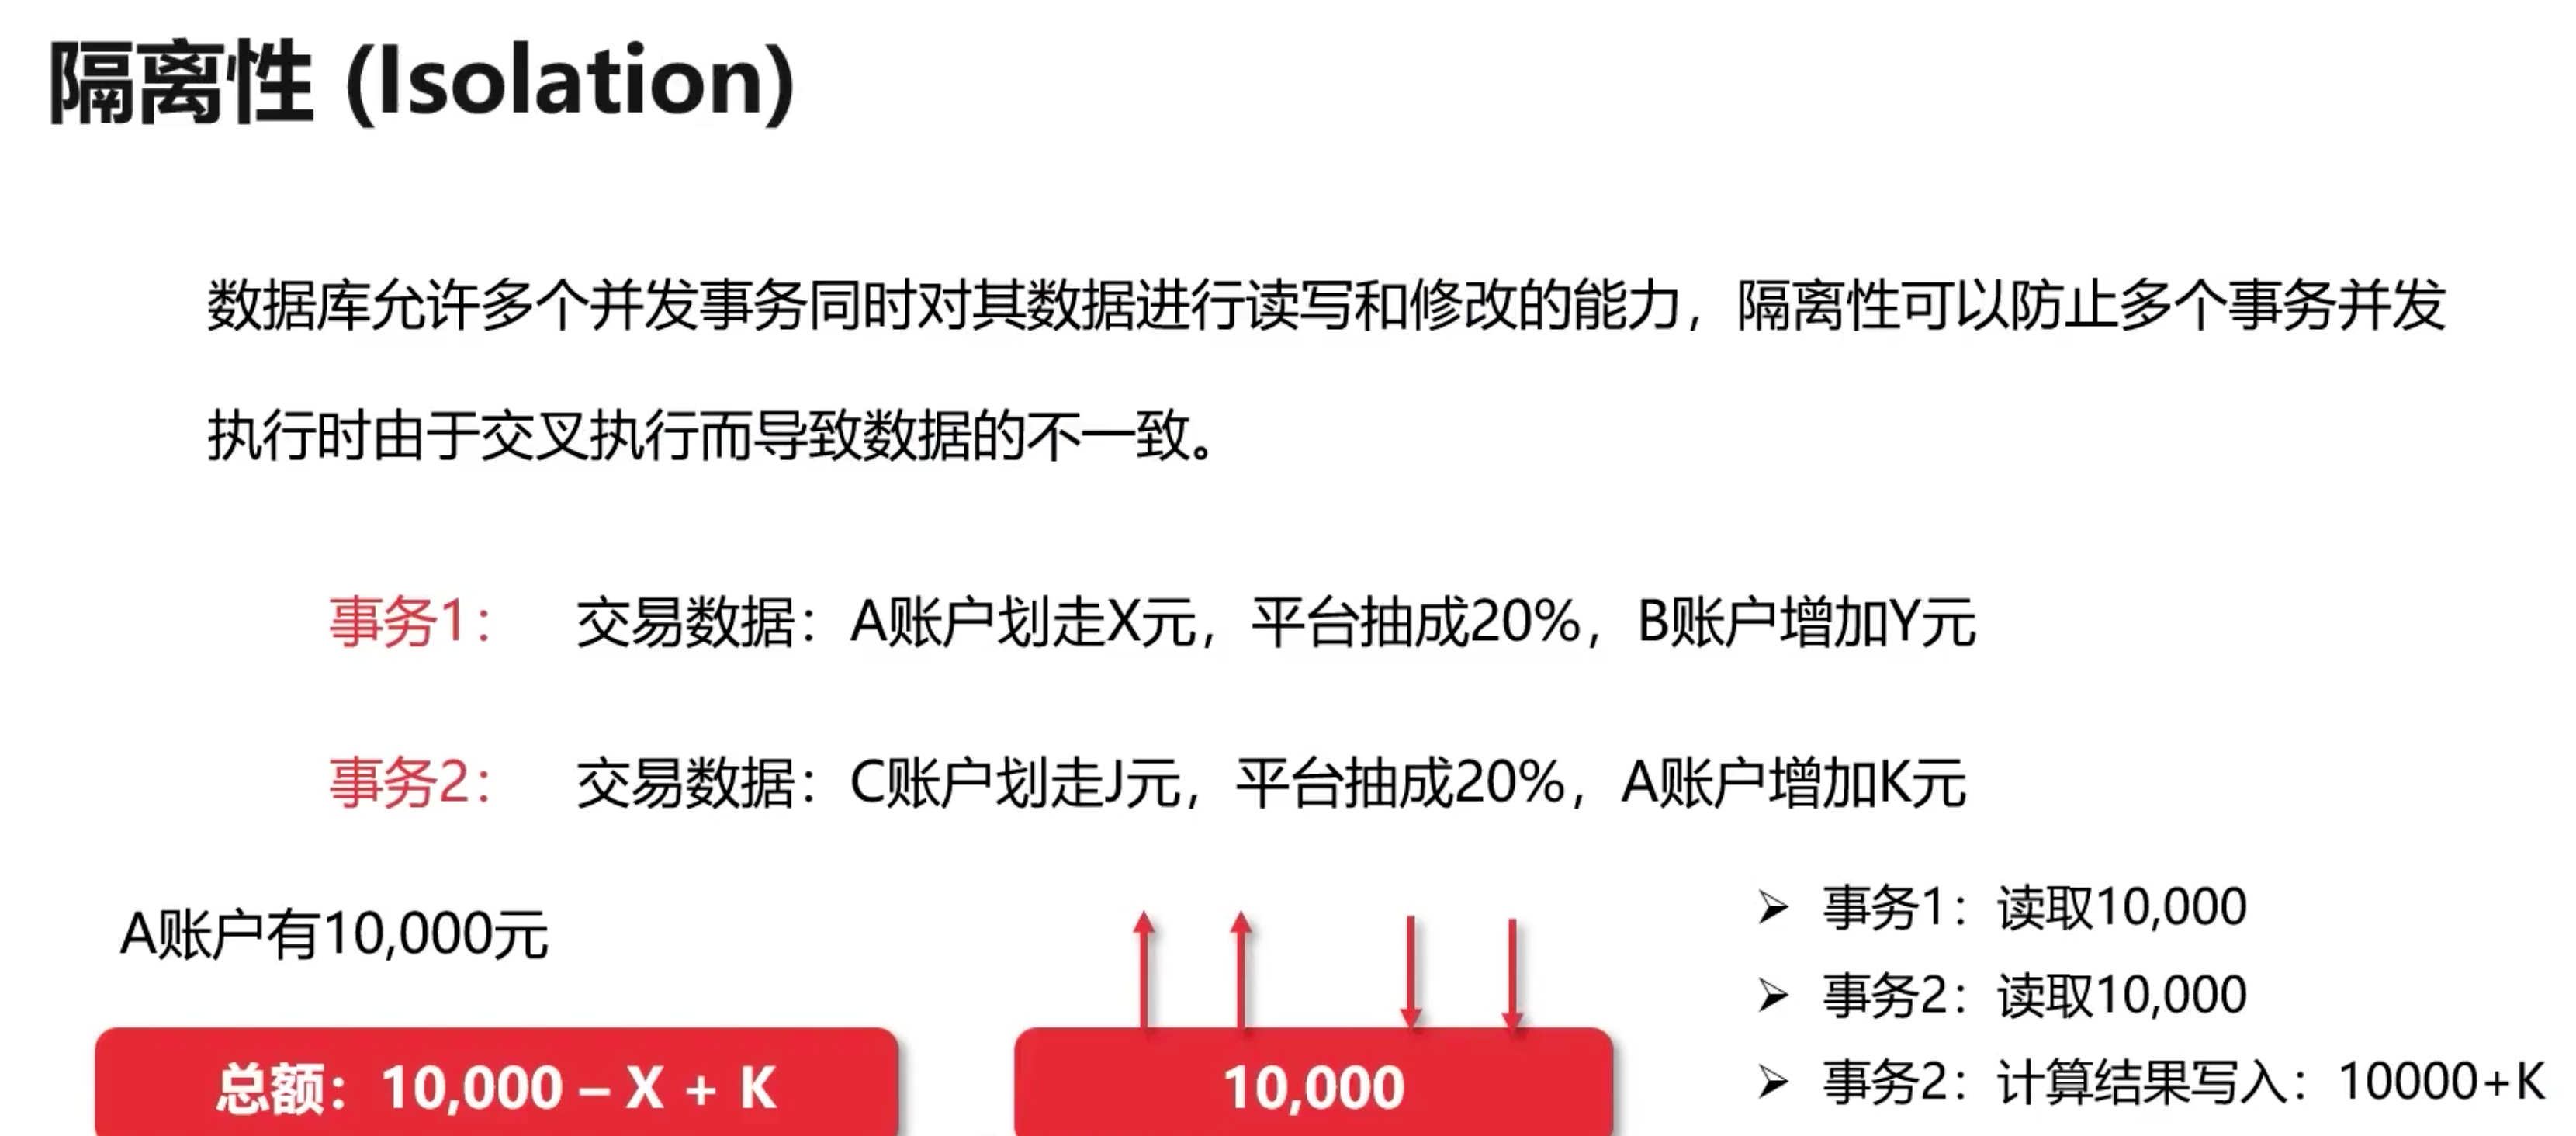 隔离性 (Isolation)
数据库允许多个并发事务同时对其数据进行读写和修改的能力，隔离性可以防止多个事务并发
执行时由于交叉执行而导致数据的不一致。
事务1： 交易数据：A账户划走X元，平台抽成20%，B账户增加Y元
事务2： 交易数据：C账户划走J元，平台抽成20%，A账户增加K元
A账户有10,000元
总额：10,000 – X + K
10,000
➢ 事务1：读取10,000
➢ 事务2：读取10,000
➢ 事务2：计算结果写入：10000+K